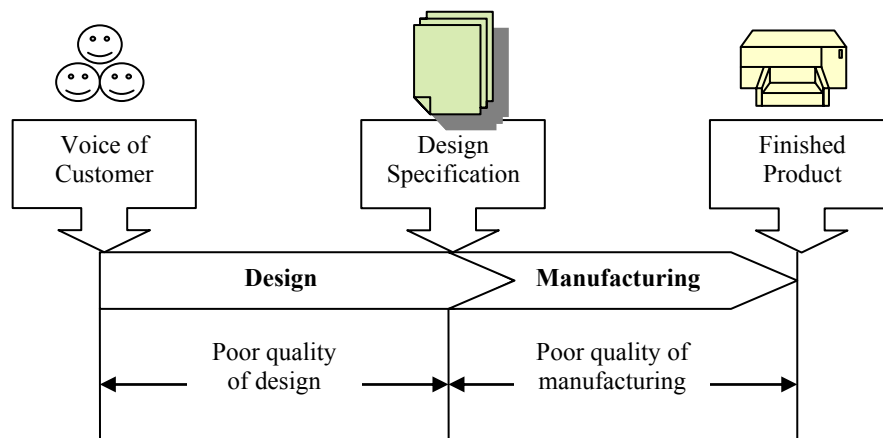 Voice of
Customer
Design
Specification
Finished
Product
Design
Manufacturing
Poor quality
of design
Poor quality of
manufacturing